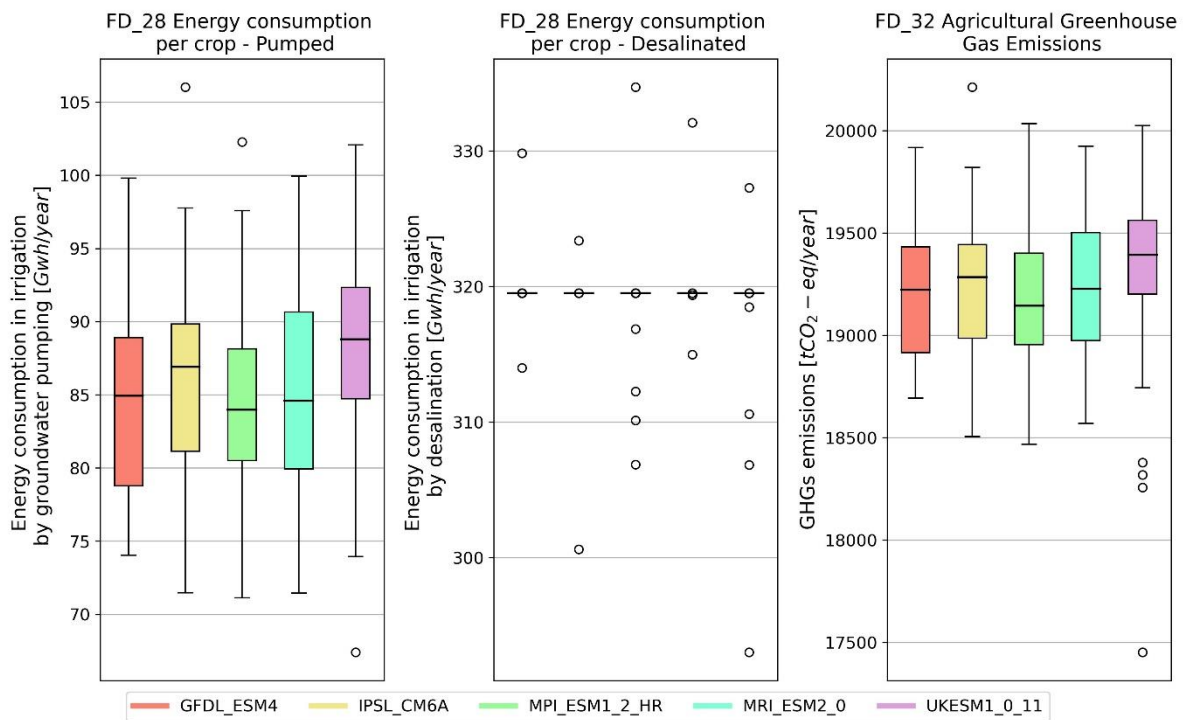 FD_28 Energy consumption
per crop - Pumped
Energy consumption in irrigation
by groundwater pumping [Gwh/year]
105
100
95
90
85
80
75
70
FD_28 Energy consumption
per crop - Desalinated
Energy consumption in irrigation
by desalination [Gwh/year]
330
320
310
300
FD_32 Agricultural Greenhouse
Gas Emissions
GHGs emissions [tCO₂ − eq/year]
20000
19500
19000
18500
18000
17500
GFDL_ESM4 IPSL_CM6A MPI_ESM1_2_HR MRI_ESM2_0 UKESM1_0_11